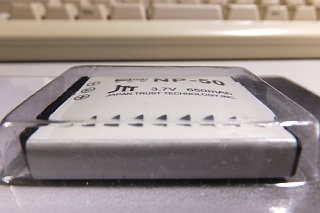 NP-50
JTT 3.7V 650mAh
JAPAN TRUST TECHNOLOGY INC.